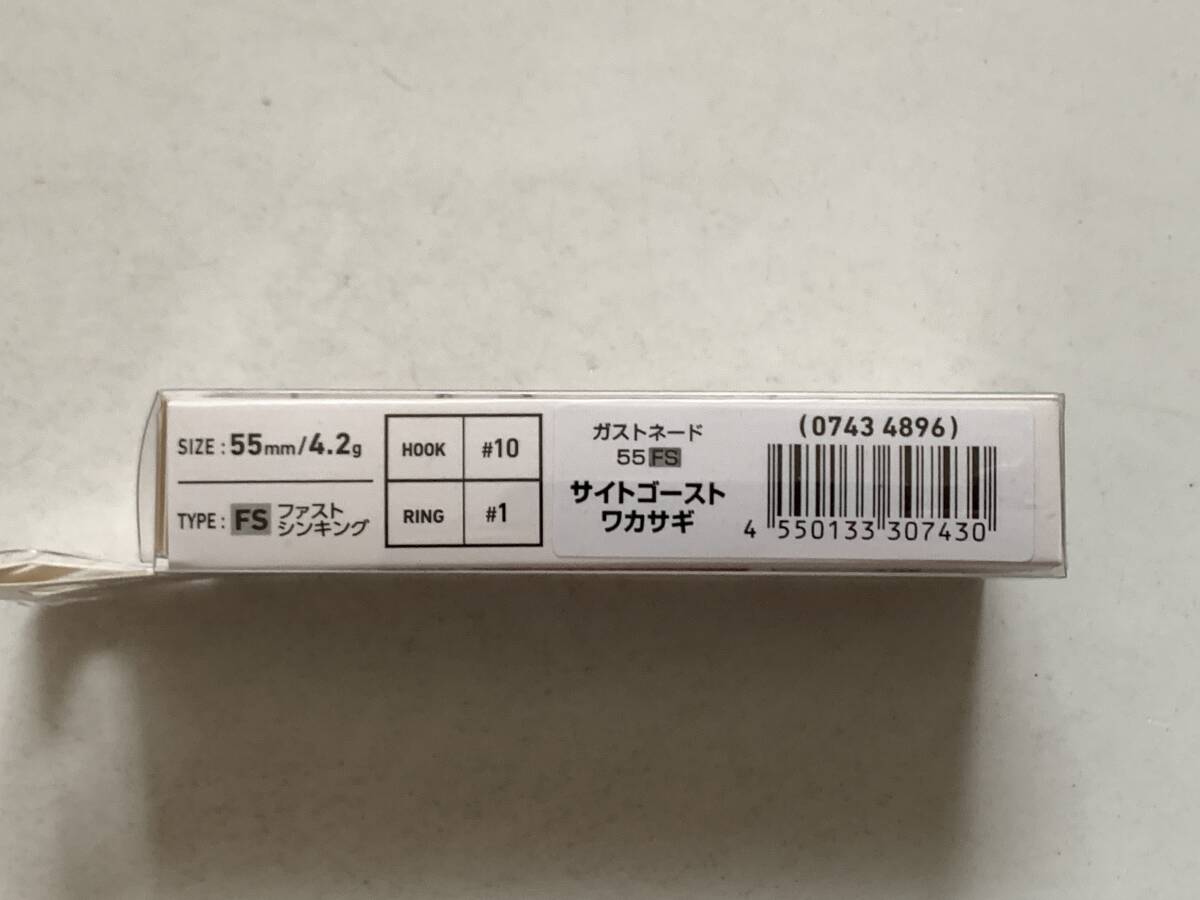 SIZE : 55mm/4.2g
TYPE : FS ファスト
シンキング
HOOK #10
RING #1
ガストネード
55 FS
サイトゴースト
ワカサギ
(0743 4896)
4 550133 307430